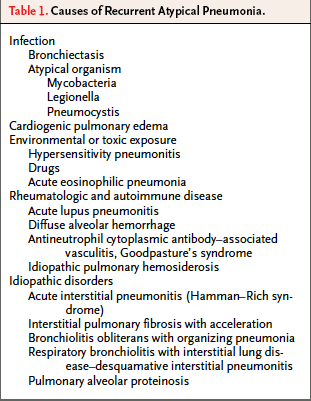 Table 1. Causes of Recurrent Atypical Pneumonia.
Infection
Bronchiectasis
Atypical organism
Mycobacteria
Legionella
Pneumocystis
Cardiogenic pulmonary edema
Environmental or toxic exposure
Hypersensitivity pneumonitis
Drugs
Acute eosinophilic pneumonia
Rheumatologic and autoimmune disease
Acute lupus pneumonitis
Diffuse alveolar hemorrhage
Antineutrophil cytoplasmic antibody–associated
vasculitis, Goodpasture's syndrome
Idiopathic pulmonary hemosiderosis
Idiopathic disorders
Acute interstitial pneumonitis (Hamman–Rich syn-
drome)
Interstitial pulmonary fibrosis with acceleration
Bronchiolitis obliterans with organizing pneumonia
Respiratory bronchiolitis with interstitial lung dis-
ease–desquamative interstitial pneumonitis
Pulmonary alveolar proteinosis